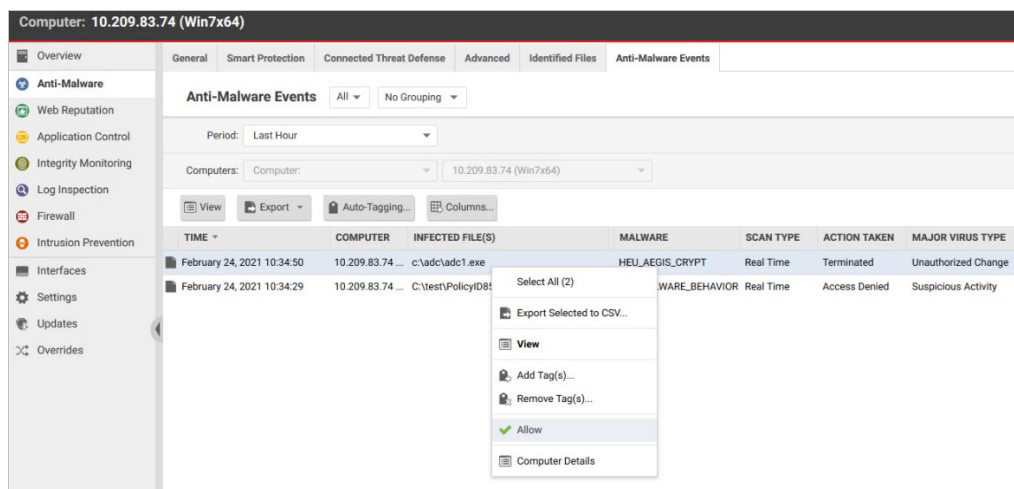 Computer: 10.209.83.74 (Win7x64)
Overview
Anti-Malware
Web Reputation
Application Control
Integrity Monitoring
Log Inspection
Firewall
Intrusion Prevention
Interfaces
Settings
Updates
Overrides
General Smart Protection Connected Threat Defense Advanced Identified Files Anti-Malware Events
Anti-Malware Events All No Grouping
Period: Last Hour
Computers: Computer: 10.209.83.74 (Win7x64)
View Export Auto-Tagging... Columns...
TIME COMPUTER INFECTED FILE(S) MALWARE SCAN TYPE ACTION TAKEN MAJOR VIRUS TYPE
February 24, 2021 10:34:50 10.209.83.74 ... c:\adc\adc1.exe HEU_AEGIS_CRYPT Real Time Terminated Unauthorized Change
February 24, 2021 10:34:29 10.209.83.74 ... C:\test\PolicyID85 WARE_BEHAVIOR Real Time Access Denied Suspicious Activity
Select All (2)
Export Selected to CSV...
View
Add Tag(s)...
Remove Tag(s)...
Allow
Computer Details